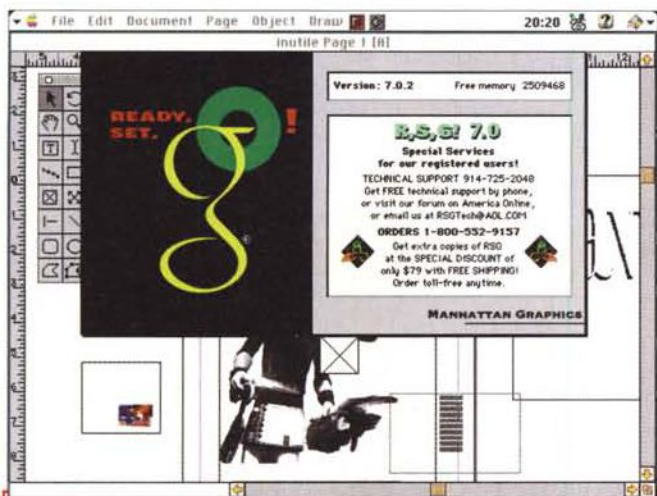 File Edit Document Page Object Draw 20:20
inutile Page 1 [A]
READY.
SET.
g
O
!
®
Version: 7.0.2 Free memory 2509468
R,S,G! 7.0
Special Services
for our registered users!
TECHNICAL SUPPORT 914-725-2048
Get FREE technical support by phone,
or visit our forum on America Online,
or email us at RSGTech@AOL.COM
ORDERS 1-800-552-9157
Get extra copies of RSG
at the SPECIAL DISCOUNT of
only $79 with FREE SHIPPING!
Order toll-free anytime.
MANHATTAN GRAPHICS